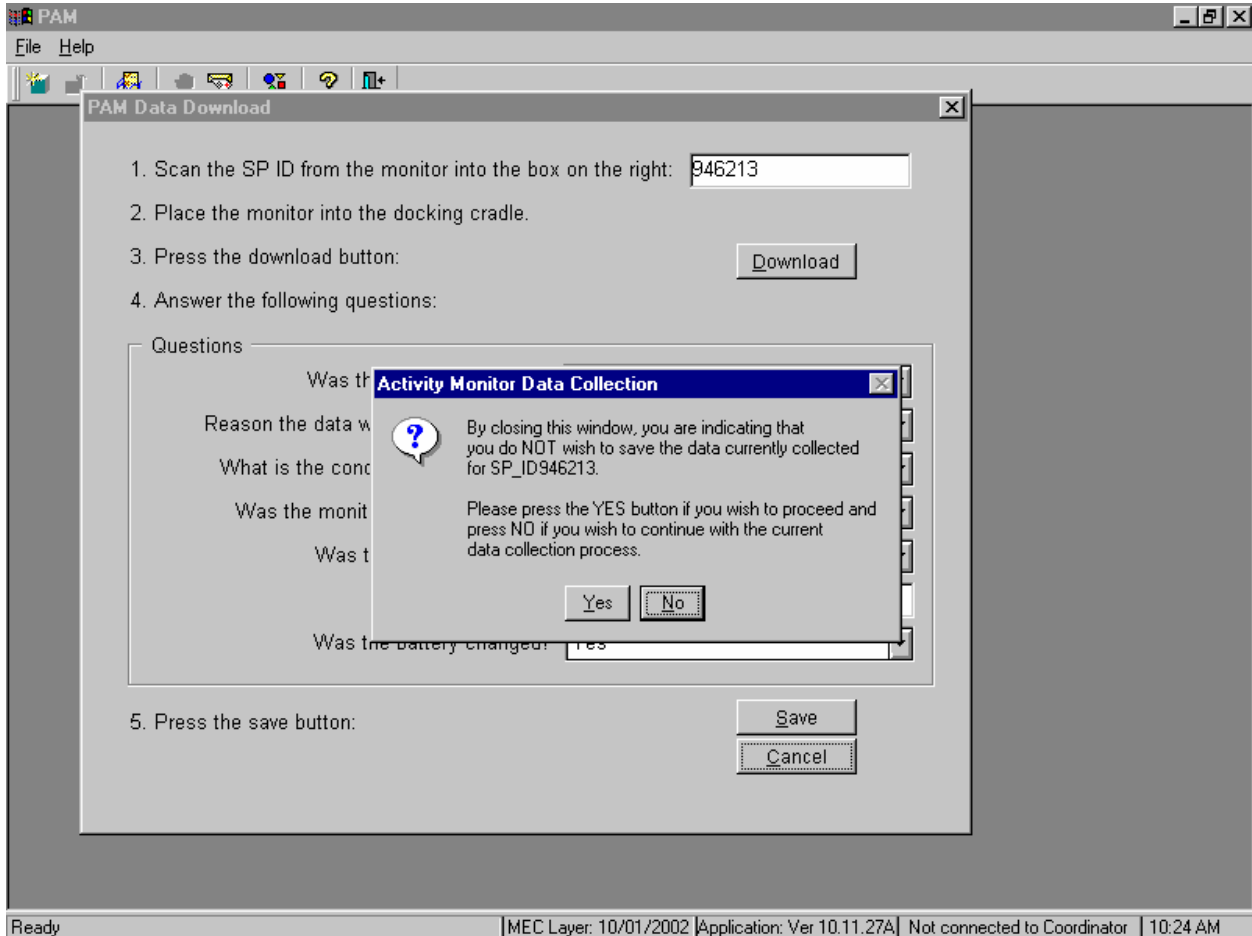 PAM
File Help
PAM Data Download
1. Scan the SP ID from the monitor into the box on the right: 946213
2. Place the monitor into the docking cradle.
3. Press the download button: Download
4. Answer the following questions:
Questions
Was
Reason the data
What is the
Was the
Was
Activity Monitor Data Collection
By closing this window, you are indicating that
you do NOT wish to save the data currently collected
for SP_ID946213.
Please press the YES button if you wish to proceed and
press NO if you wish to continue with the current
data collection process.
Yes No
Was the battery changed? Yes
5. Press the save button: Save
Cancel
Ready MEC Layer: 10/01/2002 Application: Ver 10.11.27A Not connected to Coordinator 10:24 AM